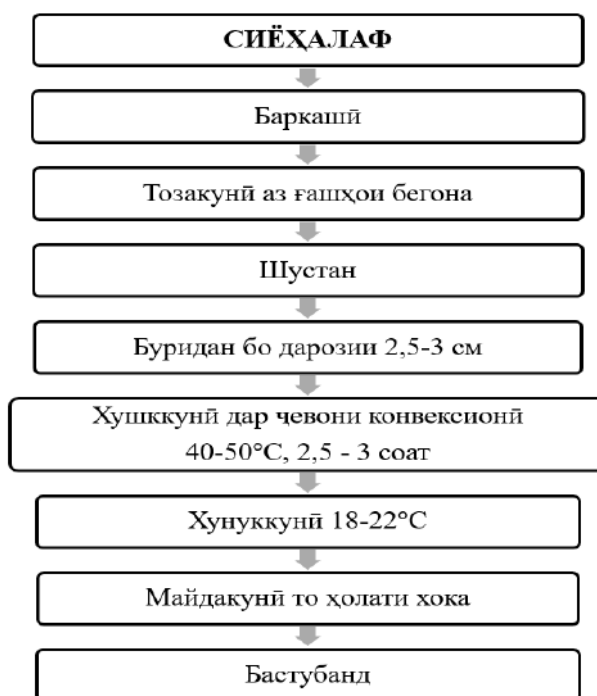 СИЁҲАЛАФ
Баркашӣ
Тозакунӣ аз ғашҳои бегона
Шустан
Буридан бо дарозии 2,5-3 см
Хушккунӣ дар ҷевони конвексионӣ
40-50°С, 2,5 - 3 соат
Хунуккунӣ 18-22°С
Майдакунӣ то ҳолати хока
Бастубанд